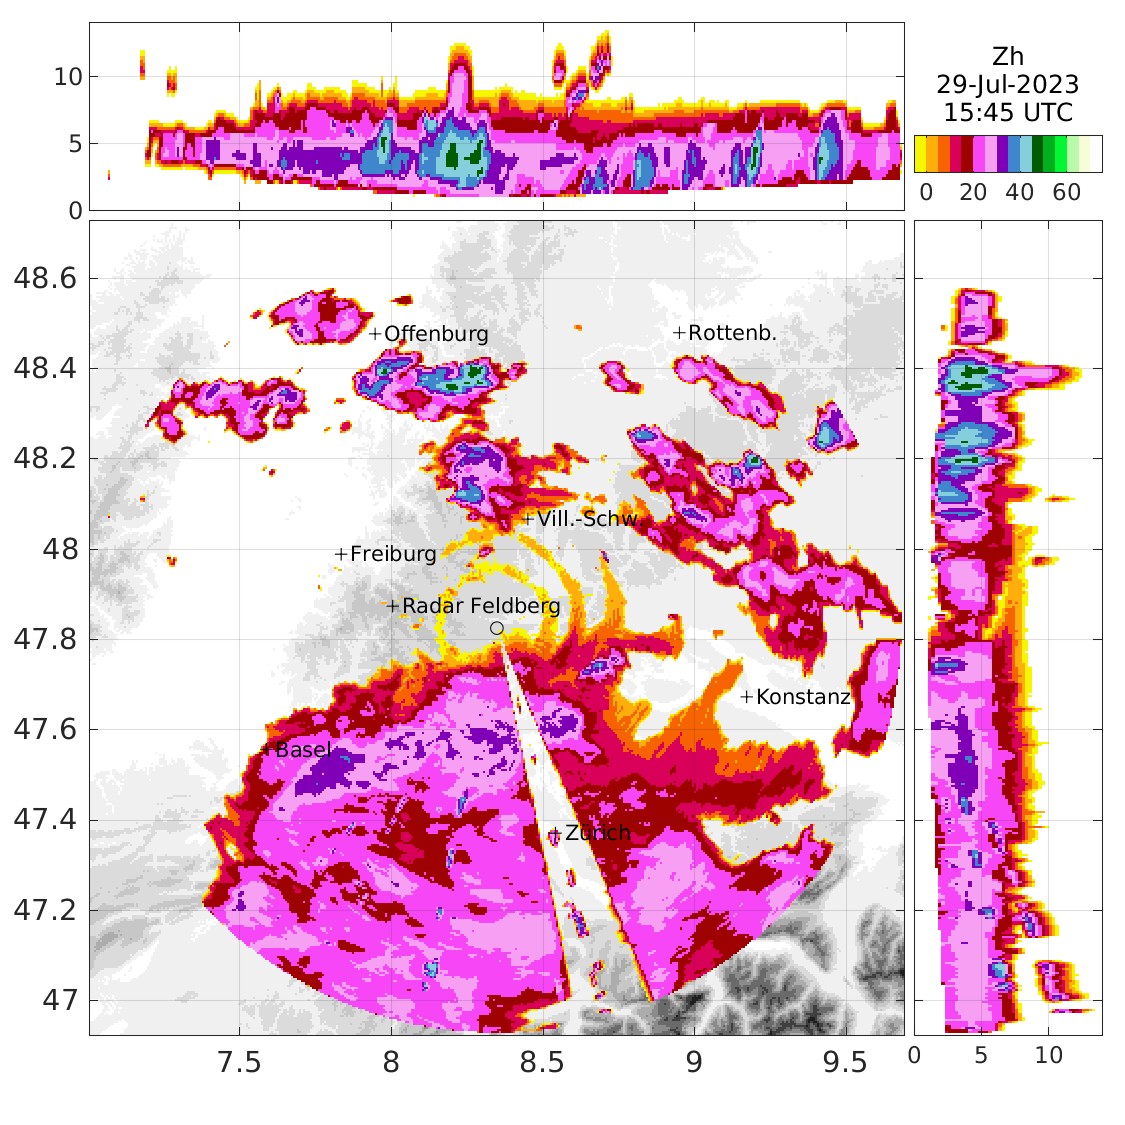 10
5
0
Zh
29-Jul-2023
15:45 UTC
0 20 40 60
48.6
48.4
48.2
48
47.8
47.6
47.4
47.2
47
+Offenburg
+Rottenb.
+Vill.-Schw.
+Freiburg
+Radar Feldberg
+Konstanz
+Basel
+Zürich
7.5 8 8.5 9 9.5
0 5 10